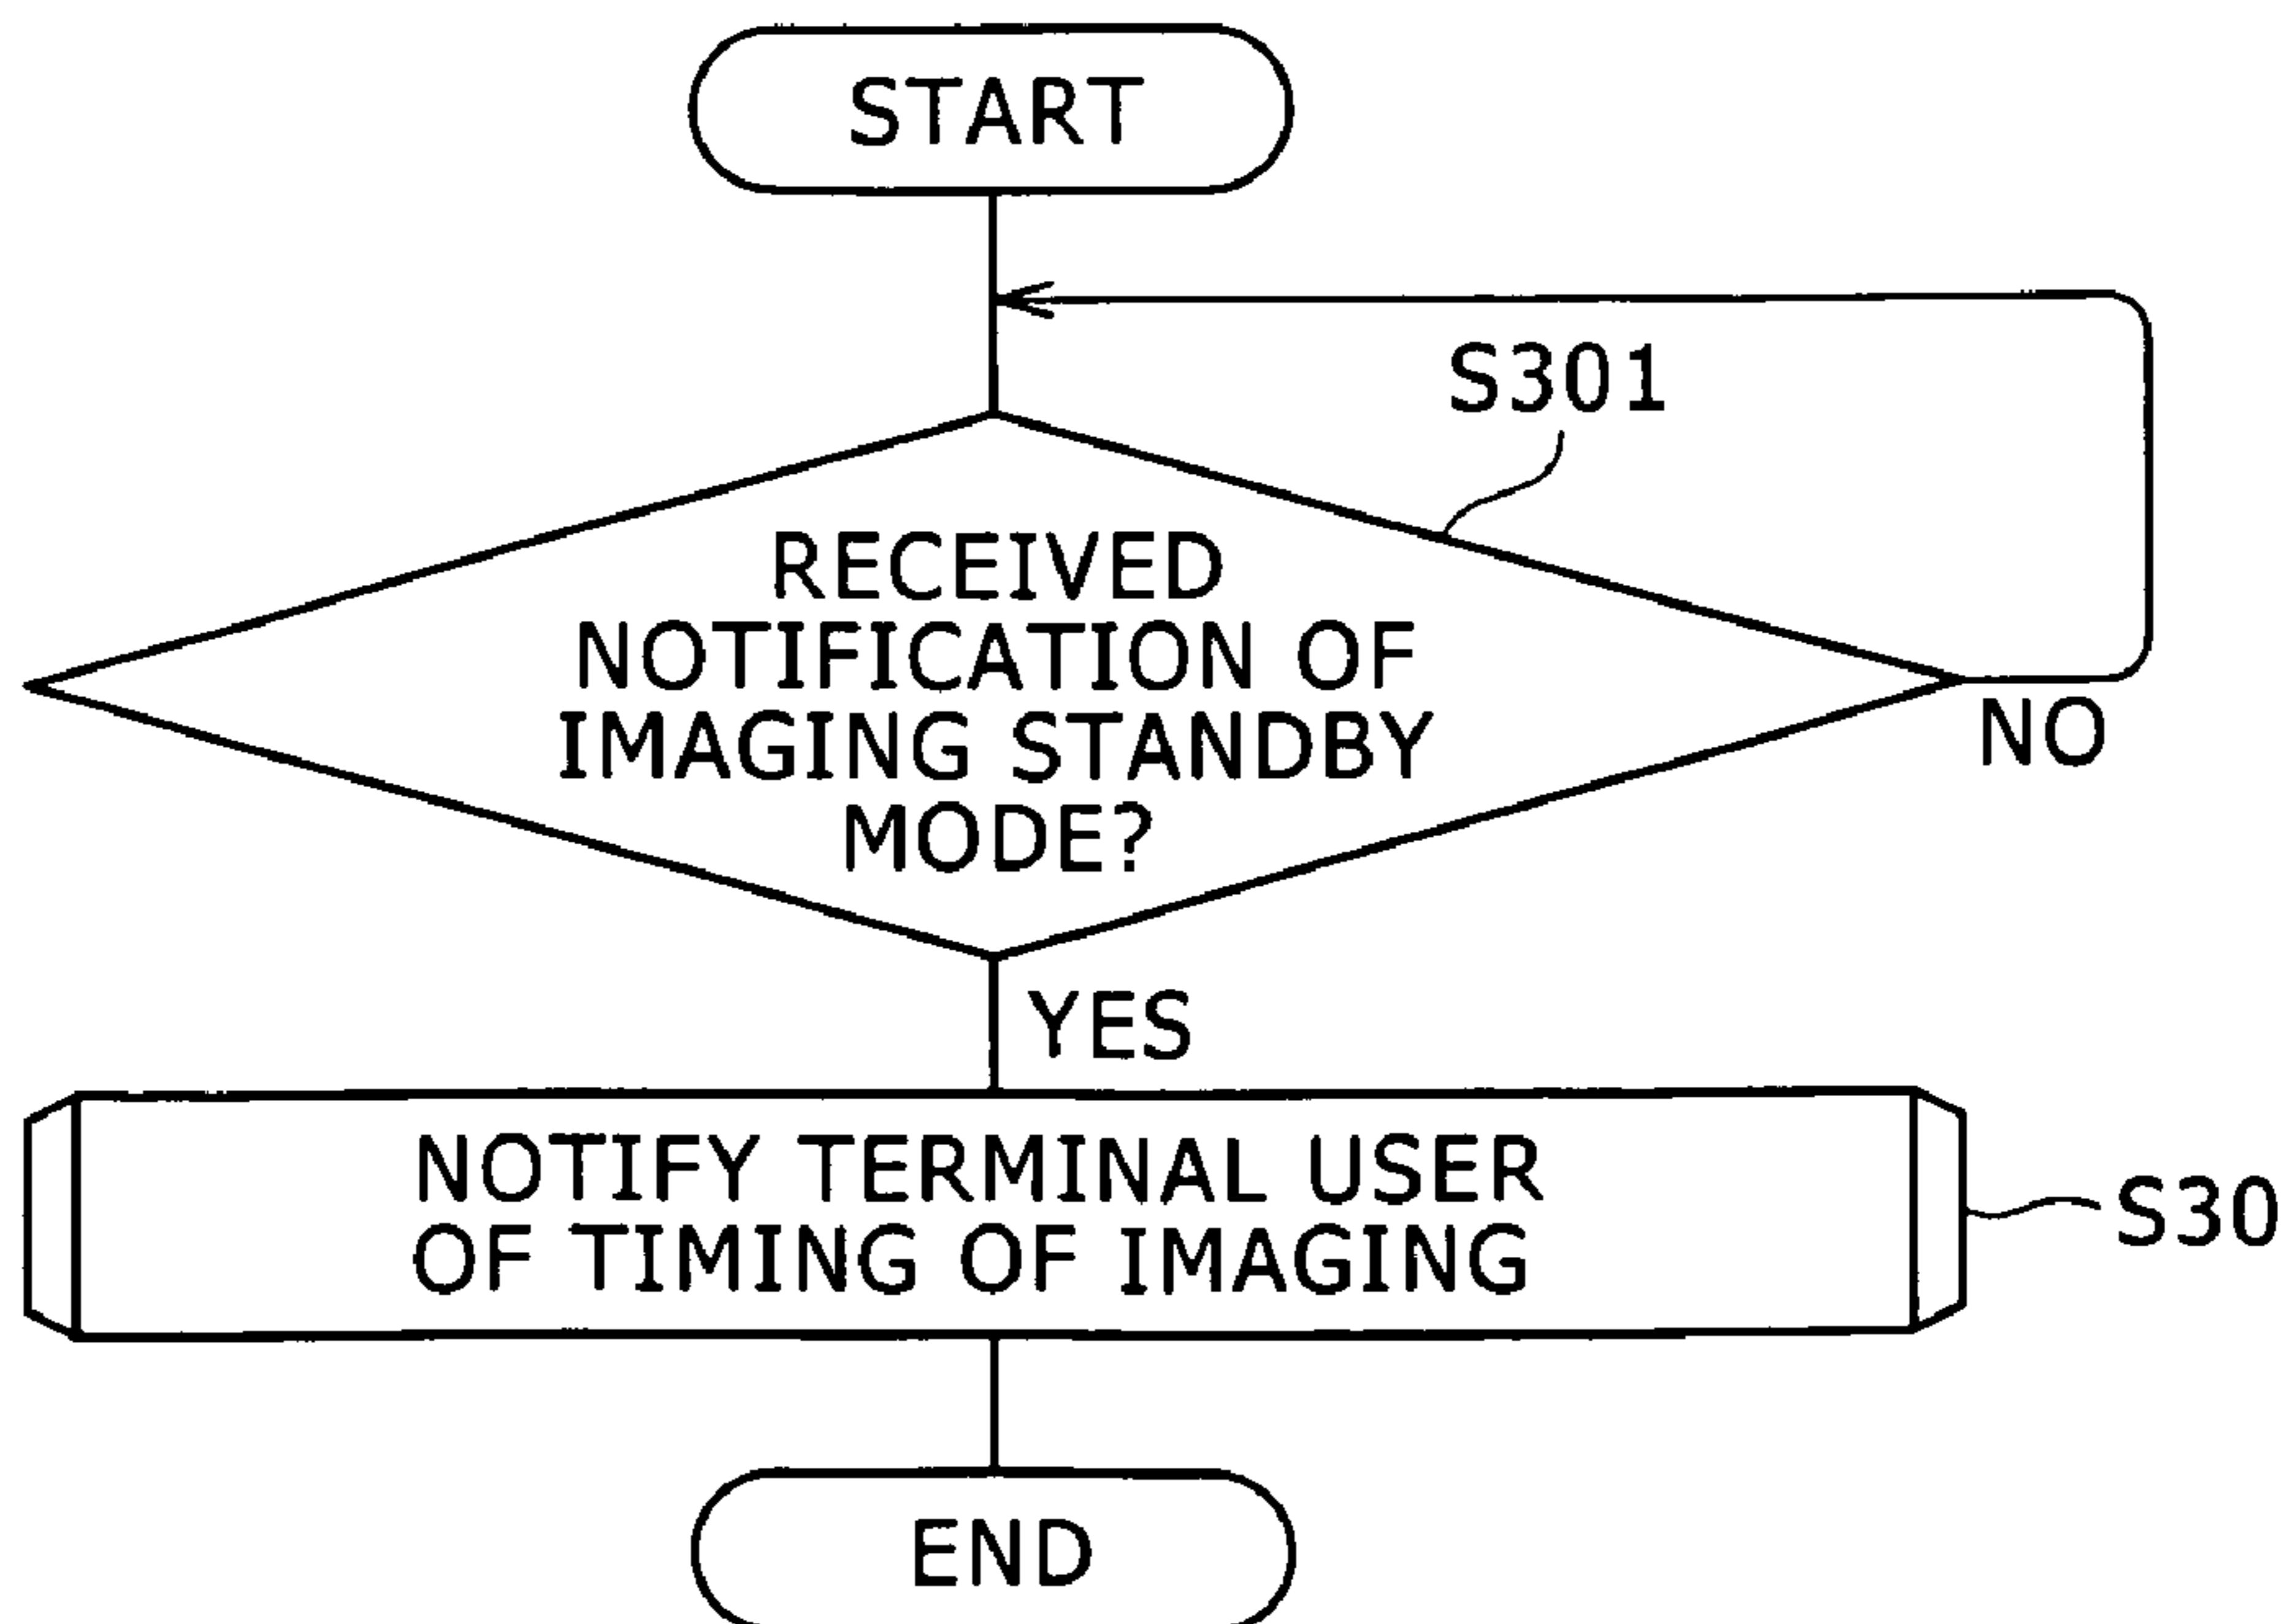 START
S301
RECEIVED
NOTIFICATION OF
IMAGING STANDBY
MODE?
NO
YES
NOTIFY TERMINAL USER
OF TIMING OF IMAGING
S30
END